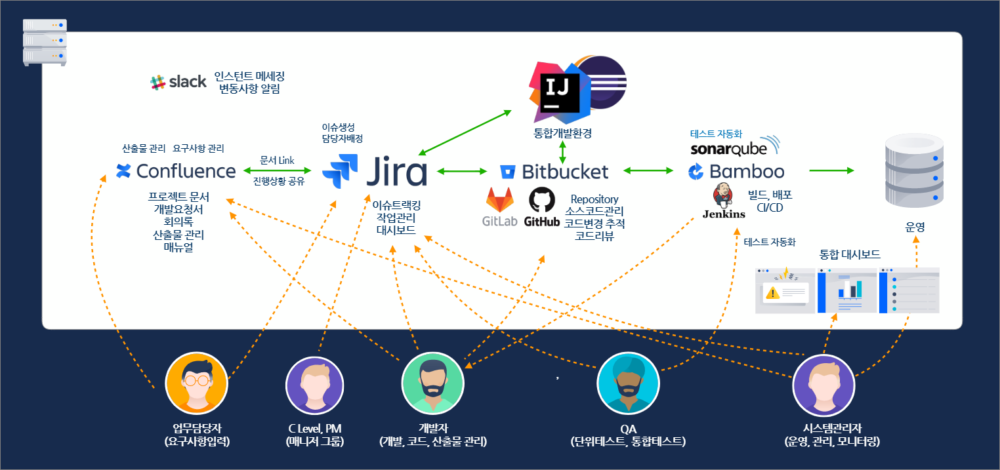 slack
인스턴트 메세징
변동사항 알림
IJ
통합개발환경
이슈생성
담당자배정
산출물 관리 요구사항 관리
Confluence
문서 Link
진행상황 공유
Jira
Bitbucket
테스트 자동화
sonarqube
Bamboo
프로젝트 문서
개발요청서
회의록
산출물 관리
매뉴얼
이슈트랙킹
작업관리
대시보드
GitLab
GitHub
Repository
소스코드관리
코드변경 추적
코드리뷰
Jenkins
빌드, 배포
CI/CD
테스트 자동화
운영
통합 대시보드
,
업무담당자
(요구사항입력)
C Level, PM
(매니저 그룹)
개발자
(개발, 코드, 산출물 관리)
QA
(단위테스트, 통합테스트)
시스템관리자
(운영, 관리, 모니터링)